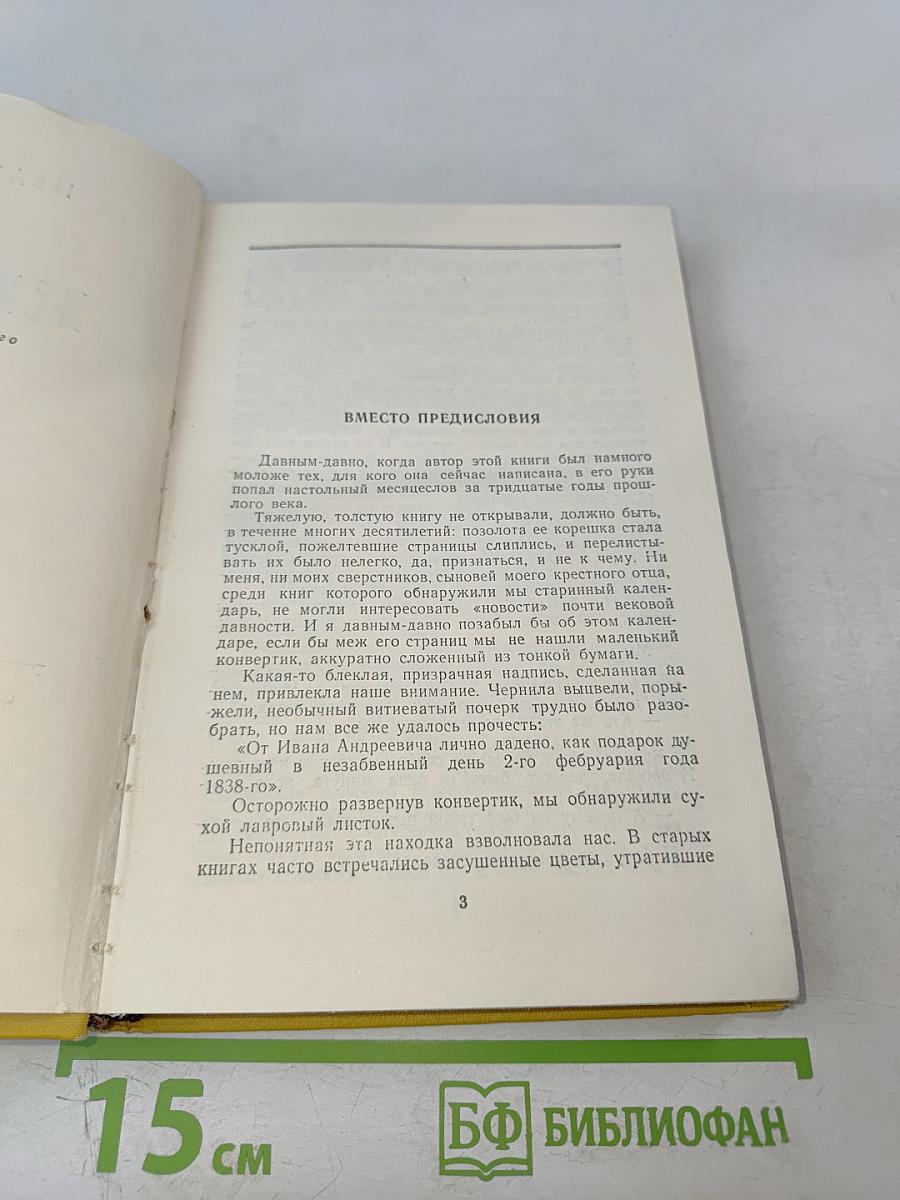 ВМЕСТО ПРЕДИСЛОВИЯ
Давным-давно, когда автор этой книги был намного
моложе тех, для кого она сейчас написана, в его руки
попал настольный месяцеслов за тридцатые годы прош-
лого века.
Тяжелую, толстую книгу не открывали, должно быть,
в течение многих десятилетий: позолота ее корешка стала
тусклой, пожелтевшие страницы слиплись, и перелисты-
вать их было нелегко, да, признаться, и не к чему. Ни
меня, ни моих сверстников, сыновей моего крестного отца,
среди книг которого обнаружили мы старинный кален-
дарь, не могли интересовать «новости» почти вековой
давности. И я давным-давно позабыл бы об этом кален-
даре, если бы меж его страниц мы не нашли маленький
конвертик, аккуратно сложенный из тонкой бумаги.
Какая-то блеклая, призрачная надпись, сделанная на
нем, привлекла наше внимание. Чернила выцвели, поры-
жели, необычный витиеватый почерк трудно было разо-
брать, но нам все же удалось прочесть:
«От Ивана Андреевича лично дадено, как подарок ду-
шевный в незабвенный день 2-го фебруария года
1838-го».
Осторожно развернув конвертик, мы обнаружили су-
хой лавровый листок.
Непонятная эта находка взволновала нас. В старых
книгах часто встречались засушенные цветы, утратившие
3
15 см
БФ БИБЛИОФАН